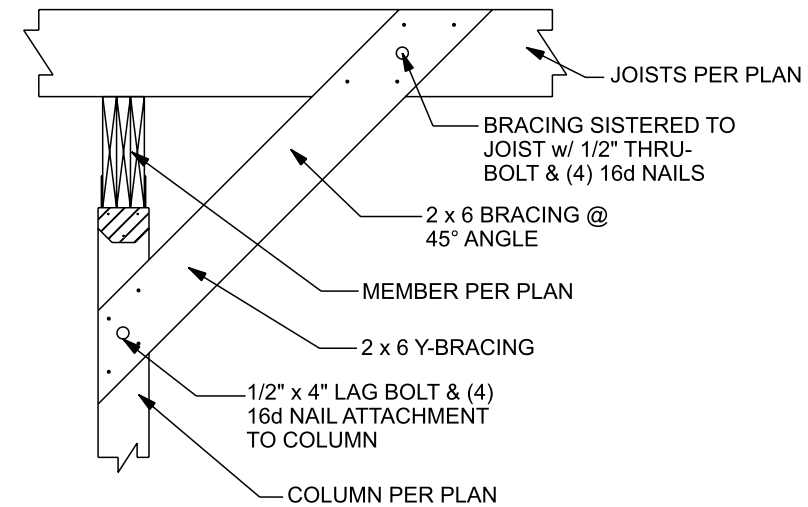 JOISTS PER PLAN
BRACING SISTERED TO
JOIST w/ 1/2" THRU-
BOLT & (4) 16d NAILS
2 x 6 BRACING @
45° ANGLE
MEMBER PER PLAN
2 x 6 Y-BRACING
1/2" x 4" LAG BOLT & (4)
16d NAIL ATTACHMENT
TO COLUMN
COLUMN PER PLAN